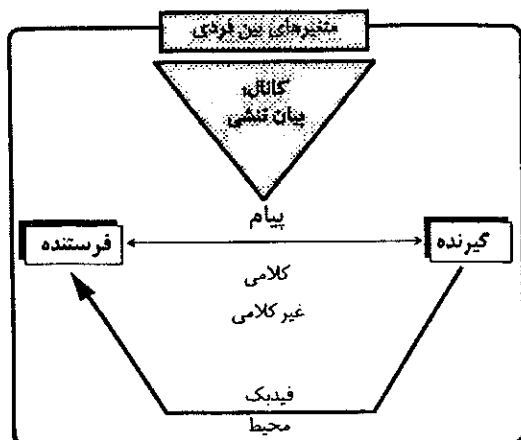 متغیرهای بین فردی
کانال،
بیان تنشی
پیام
گیرنده
فرستنده
کلامی
غیر کلامی
فیدبک
محیط